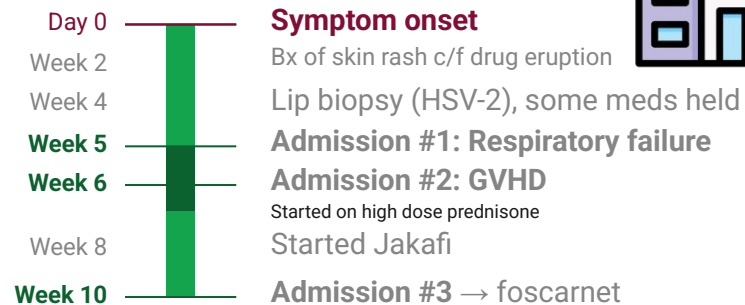 Day 0 Symptom onset
Week 2 Bx of skin rash c/f drug eruption
Week 4 Lip biopsy (HSV-2), some meds held
Week 5 Admission #1: Respiratory failure
Week 6 Admission #2: GVHD
Started on high dose prednisone
Week 8 Started Jakafi
Week 10 Admission #3 → foscarnet